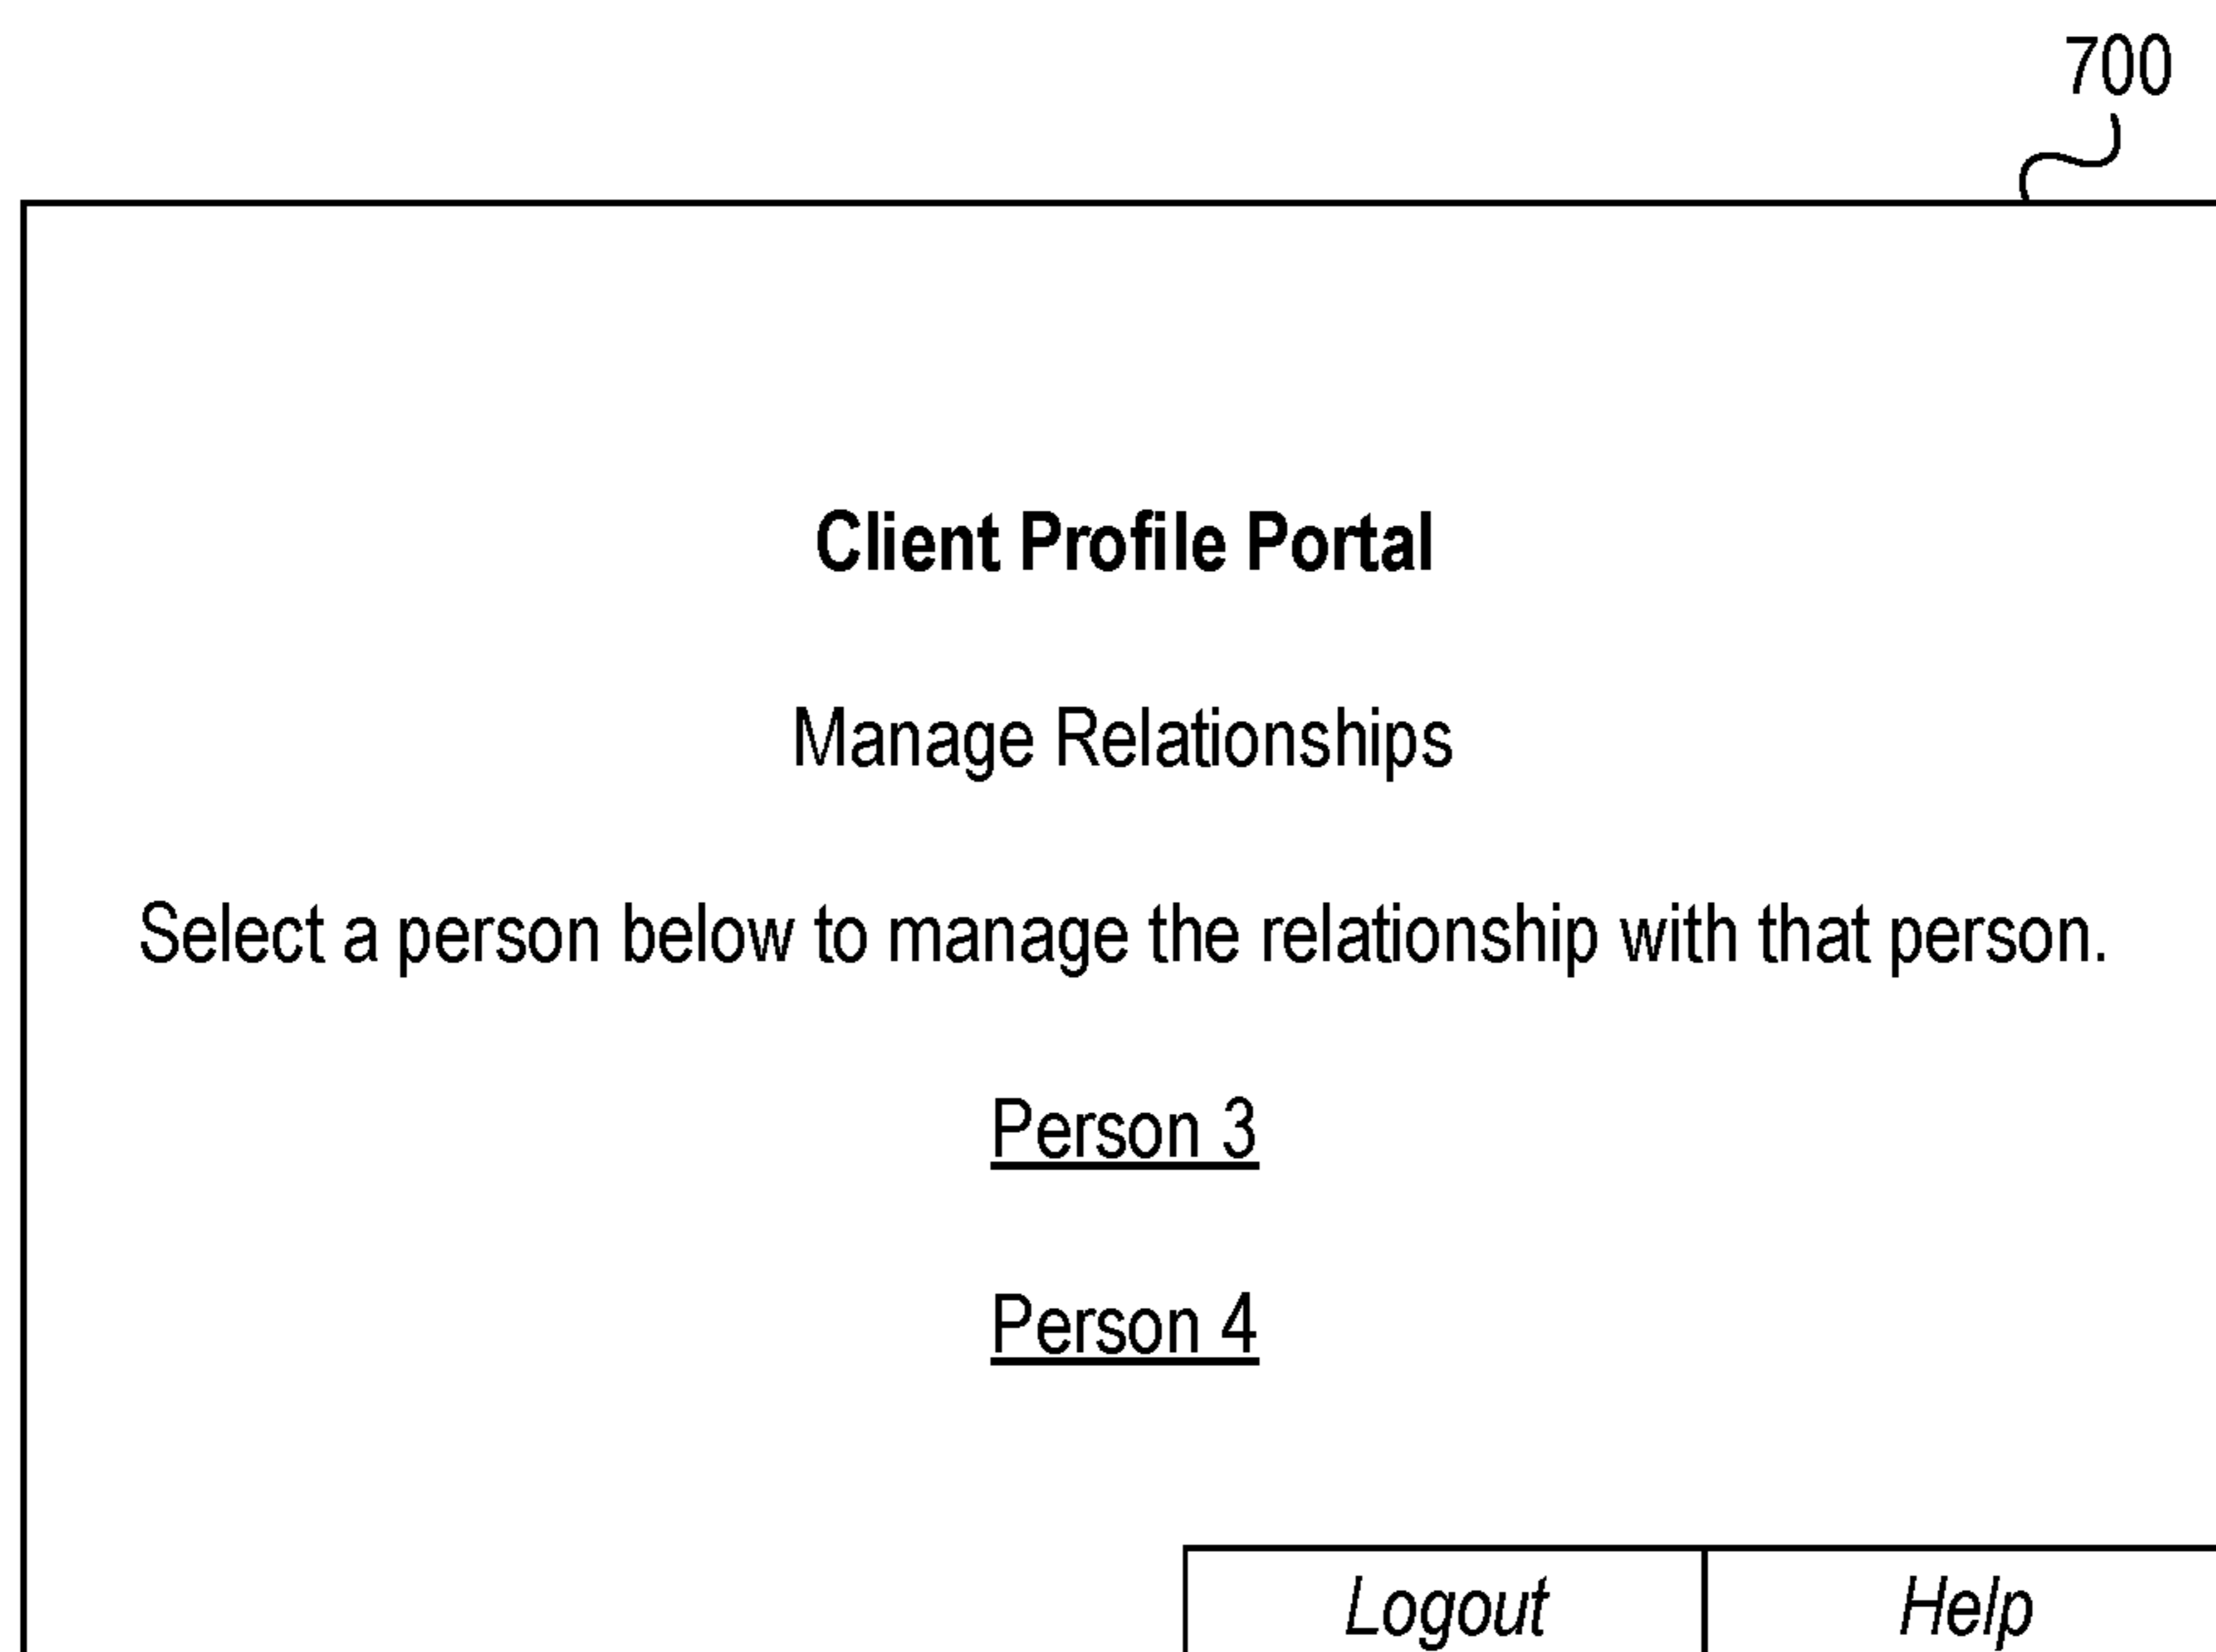 700
Client Profile Portal
Manage Relationships
Select a person below to manage the relationship with that person.
Person 3
Person 4
Logout Help